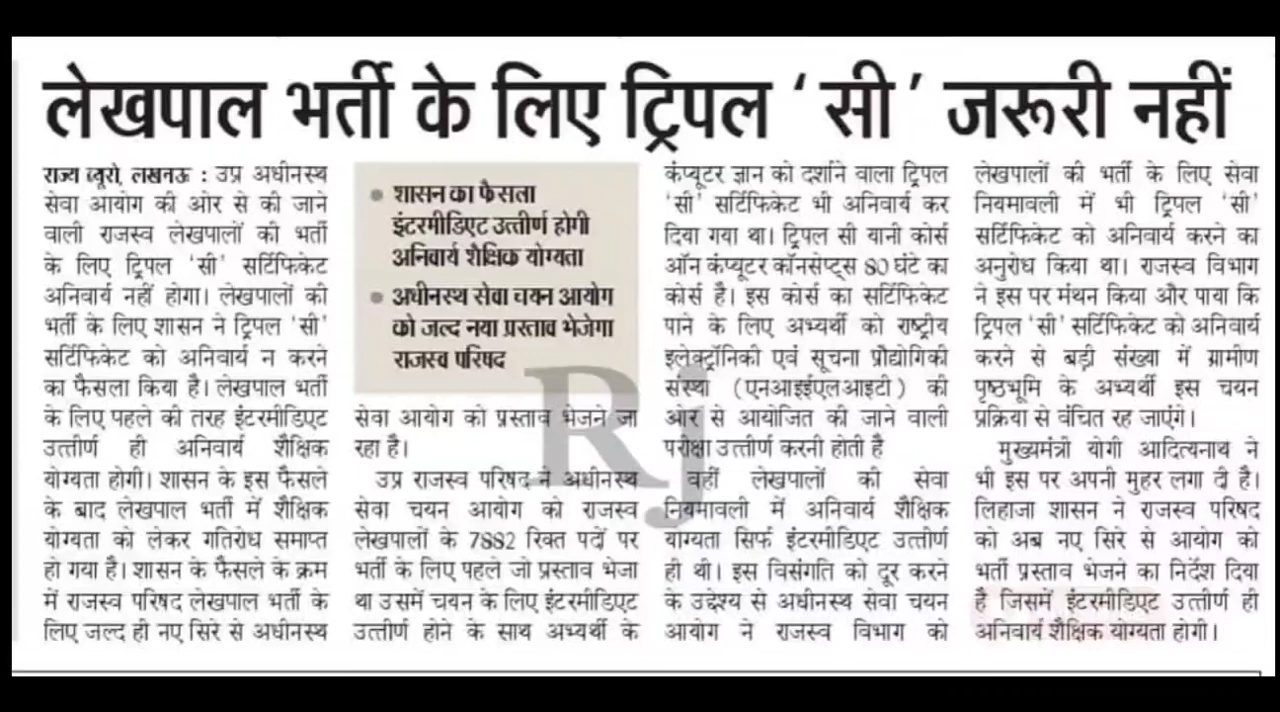 लेखपाल भर्ती के लिए ट्रिपल ‘सी’ जरूरी नहीं
राज्य ब्यूरो, लखनऊ : उप्र अधीनस्थ
सेवा आयोग की ओर से की जाने
वाली राजस्व लेखपालों की भर्ती
के लिए ट्रिपल ‘सी’ सर्टिफिकेट
अनिवार्य नहीं होगा। लेखपालों की
भर्ती के लिए शासन ने ट्रिपल ‘सी’
सर्टिफिकेट को अनिवार्य न करने
का फैसला किया है। लेखपाल भर्ती
के लिए पहले की तरह इंटरमीडिएट
उत्तीर्ण ही अनिवार्य शैक्षिक
योग्यता होगी। शासन के इस फैसले
के बाद लेखपाल भर्ती में शैक्षिक
योग्यता को लेकर गतिरोध समाप्त
हो गया है। शासन के फैसले के क्रम
में राजस्व परिषद लेखपाल भर्ती के
लिए जल्द ही नए सिरे से अधीनस्थ
• शासन का फैसला
इंटरमीडिएट उत्तीर्ण होगी
अनिवार्य शैक्षिक योग्यता
• अधीनस्थ सेवा चयन आयोग
को जल्द नया प्रस्ताव भेजेगा
राजस्व परिषद
सेवा आयोग को प्रस्ताव भेजने जा
रहा है।
उप्र राजस्व परिषद ने अधीनस्थ
सेवा चयन आयोग को राजस्व
लेखपालों के 7882 रिक्त पदों पर
भर्ती के लिए पहले जो प्रस्ताव भेजा
था उसमें चयन के लिए इंटरमीडिएट
उत्तीर्ण होने के साथ अभ्यर्थी के
कंप्यूटर ज्ञान को दर्शाने वाला ट्रिपल
‘सी’ सर्टिफिकेट भी अनिवार्य कर
दिया गया था। ट्रिपल सी यानी कोर्स
ऑन कंप्यूटर कॉनसेप्ट्स 80 घंटे का
कोर्स है। इस कोर्स का सर्टिफिकेट
पाने के लिए अभ्यर्थी को राष्ट्रीय
इलेक्ट्रॉनिकी एवं सूचना प्रौद्योगिकी
संस्था (एनआइईएलआइटी) की
ओर से आयोजित की जाने वाली
परीक्षा उत्तीर्ण करनी होती है
वहीं लेखपालों की सेवा
नियमावली में अनिवार्य शैक्षिक
योग्यता सिर्फ इंटरमीडिएट उत्तीर्ण
ही थी। इस विसंगति को दूर करने
के उद्देश्य से अधीनस्थ सेवा चयन
आयोग ने राजस्व विभाग को
लेखपालों की भर्ती के लिए सेवा
नियमावली में भी ट्रिपल ‘सी’
सर्टिफिकेट को अनिवार्य करने का
अनुरोध किया था। राजस्व विभाग
ने इस पर मंथन किया और पाया कि
ट्रिपल ‘सी’ सर्टिफिकेट को अनिवार्य
करने से बड़ी संख्या में ग्रामीण
पृष्ठभूमि के अभ्यर्थी इस चयन
प्रक्रिया से वंचित रह जाएंगे।
मुख्यमंत्री योगी आदित्यनाथ ने
भी इस पर अपनी मुहर लगा दी है।
लिहाजा शासन ने राजस्व परिषद
को अब नए सिरे से आयोग को
भर्ती प्रस्ताव भेजने का निर्देश दिया
है जिसमें इंटरमीडिएट उत्तीर्ण ही
अनिवार्य शैक्षिक योग्यता होगी।
Rj